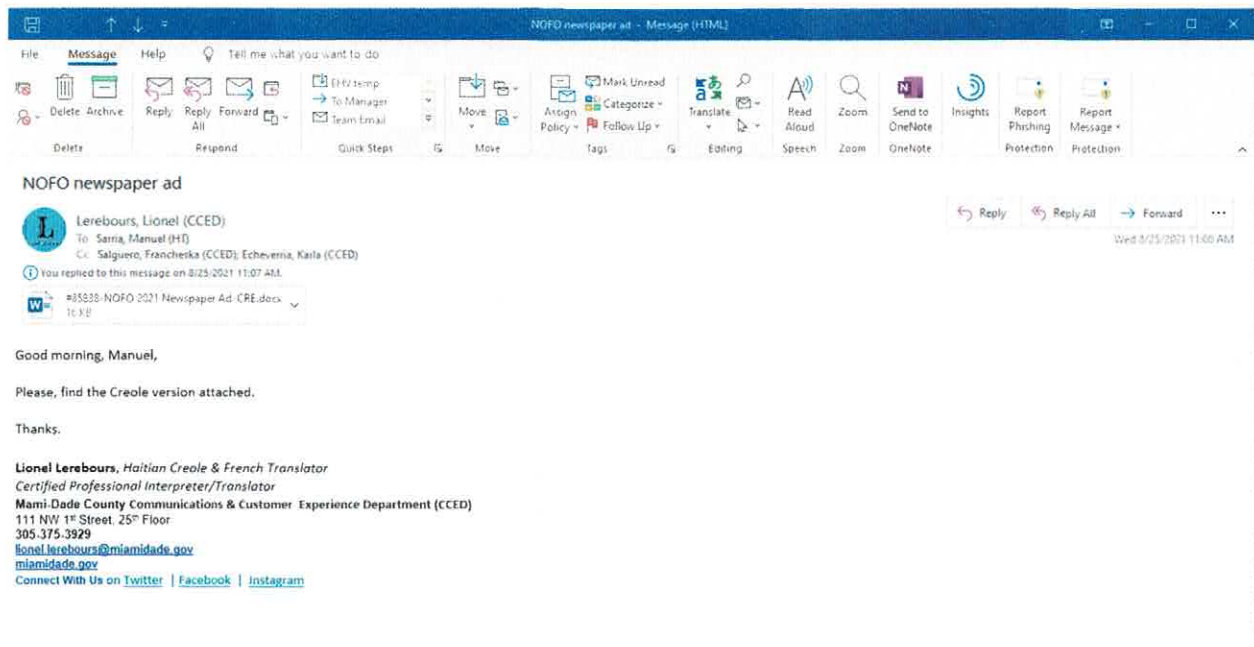 NOFO newspaper ad - Message (HTML)
File Message Help Tell me what you want to do
Delete Archive
Reply Reply All Forward
To Manager
Team Email
Move
Assign Policy
Mark Unread
Categorize
Follow Up
Translate
Read Aloud
Zoom
Send to OneNote
Insights
Report Phishing
Report Message
Delete Respond Quick Steps Move Tags Editing Speech Zoom OneNote Protection Protection
NOFO newspaper ad
L
Lerebours, Lionel (CCED)
To Sarria, Manuel (HT)
Cc Salguero, Francheska (CCED); Echeverria, Karla (CCED)
Reply Reply All Forward ...
Wed 8/25/2021 11:06 AM
You replied to this message on 8/25/2021 11:07 AM.
#35838-NOFO 2021 Newspaper Ad. CRE.docx
16 KB
Good morning, Manuel,
Please, find the Creole version attached.
Thanks.
Lionel Lerebours, Haitian Creole & French Translator
Certified Professional Interpreter/Translator
Mami-Dade County Communications & Customer Experience Department (CCED)
111 NW 1st Street, 25th Floor
305-375-3929
lionel.lerebours@miamidade.gov
miamidade.gov
Connect With Us on Twitter | Facebook | Instagram